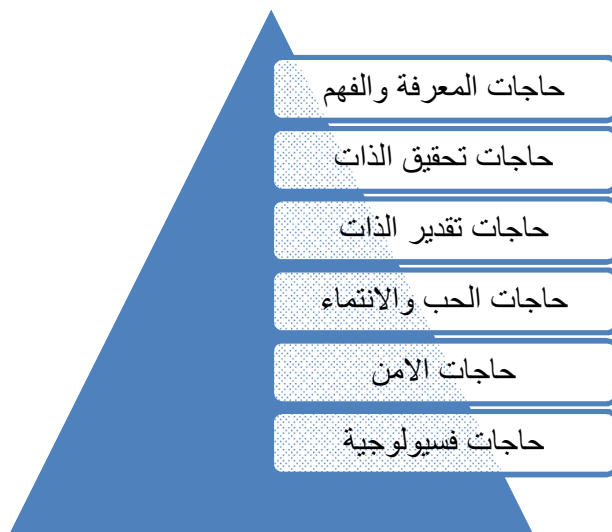 حاجات المعرفة والفهم
حاجات تحقيق الذات
حاجات تقدير الذات
حاجات الحب والانتماء
حاجات الامن
حاجات فسيولوجية